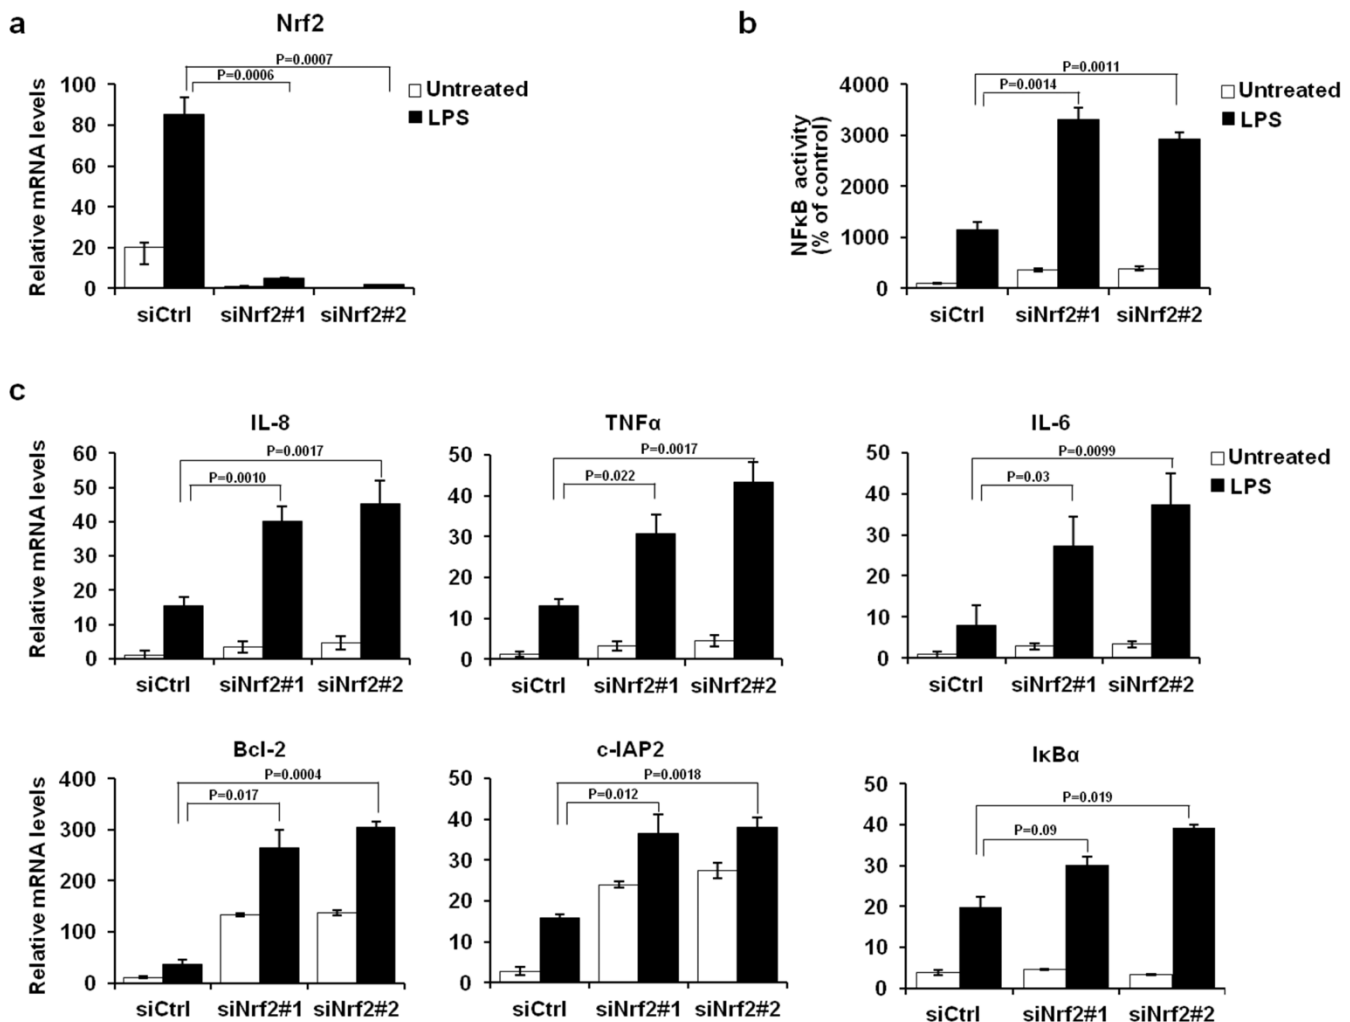 a
Nrf2
P=0.0007
P=0.0006
Relative mRNA levels
100
80
60
40
20
0
siCtrl siNrf2#1 siNrf2#2
Untreated
LPS
b
P=0.0011
P=0.0014
NFκB activity
(% of control)
4000
3000
2000
1000
0
siCtrl siNrf2#1 siNrf2#2
Untreated
LPS
c
IL-8
P=0.0017
P=0.0010
Relative mRNA levels
60
50
40
30
20
10
0
siCtrl siNrf2#1 siNrf2#2
TNFα
P=0.0017
P=0.022
50
40
30
20
10
0
siCtrl siNrf2#1 siNrf2#2
IL-6
P=0.0099
P=0.03
50
40
30
20
10
0
siCtrl siNrf2#1 siNrf2#2
Untreated
LPS
Bcl-2
P=0.0004
P=0.017
Relative mRNA levels
400
300
200
100
0
siCtrl siNrf2#1 siNrf2#2
c-IAP2
P=0.0018
P=0.012
50
40
30
20
10
0
siCtrl siNrf2#1 siNrf2#2
IκBα
P=0.019
P=0.09
50
40
30
20
10
0
siCtrl siNrf2#1 siNrf2#2